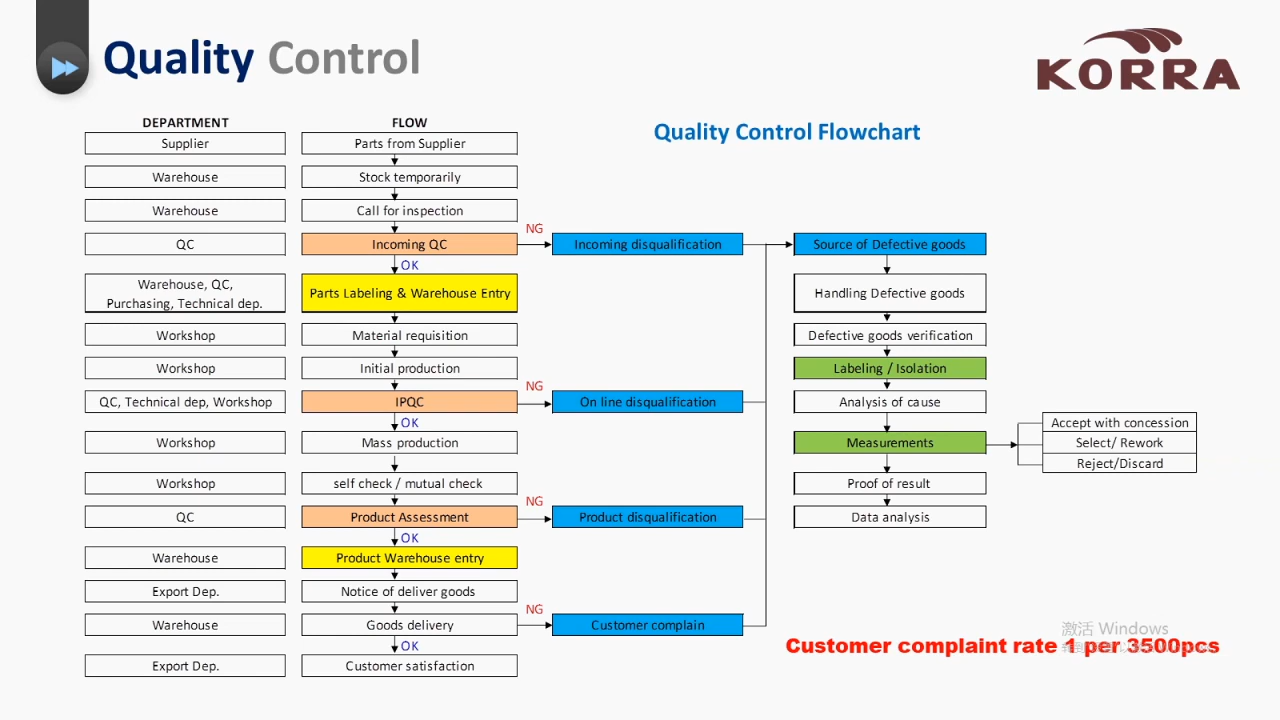 Quality Control
KORRA
Quality Control Flowchart
DEPARTMENT FLOW
Supplier Parts from Supplier
Warehouse Stock temporarily
Warehouse Call for inspection
NG
QC Incoming QC Incoming disqualification Source of Defective goods
OK
Warehouse, QC,
Purchasing, Technical dep. Parts Labeling & Warehouse Entry Handling Defective goods
Workshop Material requisition Defective goods verification
Workshop Initial production Labeling / Isolation
NG
QC, Technical dep, Workshop IPQC On line disqualification Analysis of cause
OK
Accept with concession
Workshop Mass production Measurements Select/ Rework
Reject/Discard
Workshop self check / mutual check Proof of result
NG
QC Product Assessment Product disqualification Data analysis
OK
Warehouse Product Warehouse entry
Export Dep. Notice of deliver goods
NG
Warehouse Goods delivery Customer complain
OK
Export Dep. Customer satisfaction
激活 Windows
Customer complaint rate 1 per 3500pcs